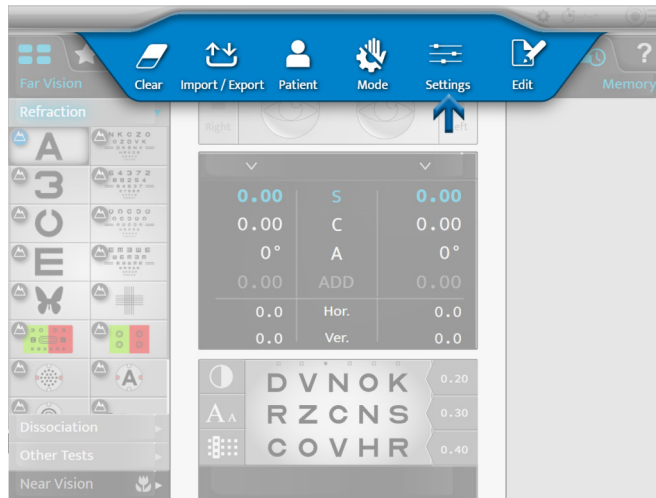 Clear Import / Export Patient Mode Settings Edit
Far Vision
Memory
?
Refraction
Right
Left
A
N K C Z O
3
E
A
0.00 S 0.00
0.00 C 0.00
0° A 0°
0.00 ADD 0.00
0.0 Hor. 0.0
0.0 Ver. 0.0
D V N O K 0.20
A A R Z C N S 0.30
C O V H R 0.40
Dissociation
Other Tests
Near Vision